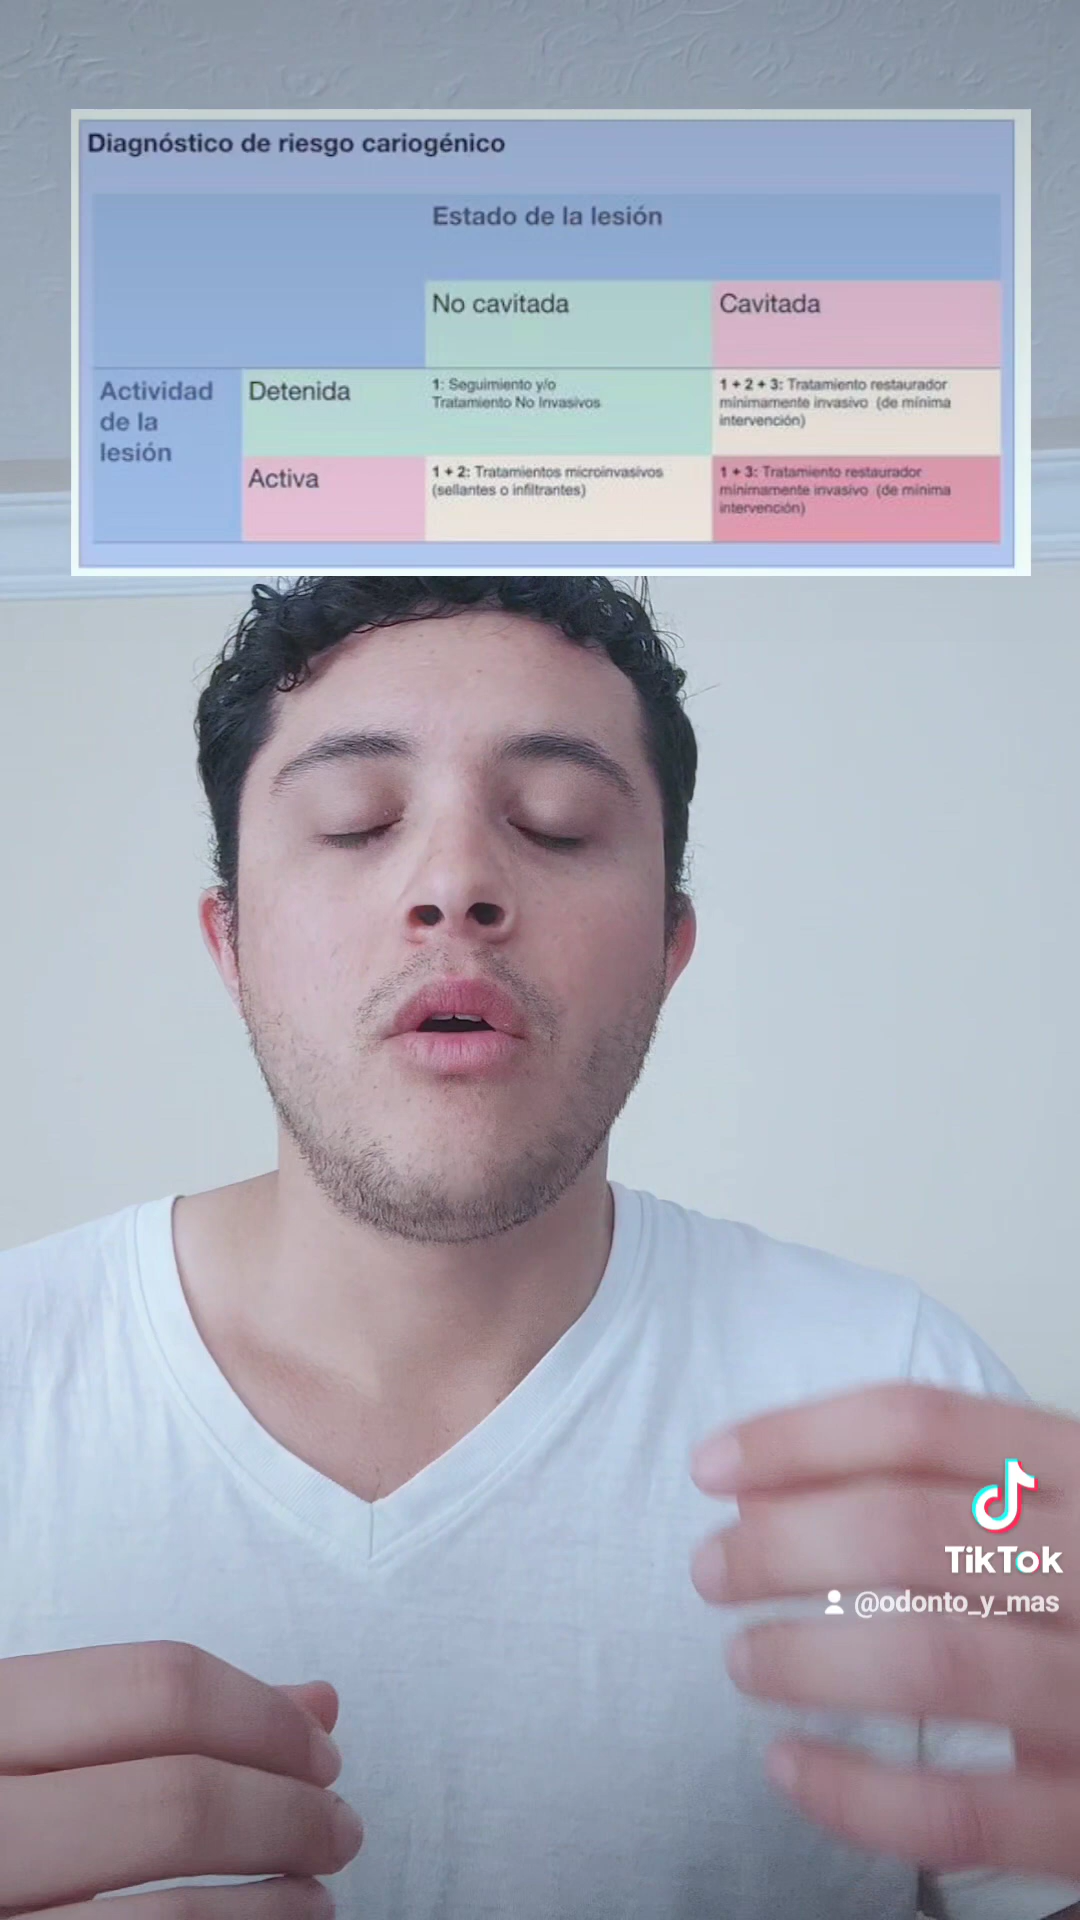 Diagnóstico de riesgo cariogénico
Estado de la lesión
No cavitada
Cavitada
Actividad
de la
lesión
Detenida
1: Seguimiento y/o
Tratamiento No Invasivos
1 + 2 + 3: Tratamiento restaurador
mínimamente invasivo (de mínima
intervención)
Activa
1 + 2: Tratamientos microinvasivos
(sellantes o infiltrantes)
1 + 3: Tratamiento restaurador
mínimamente invasivo (de mínima
intervención)
TikTok
@odonto_y_mas